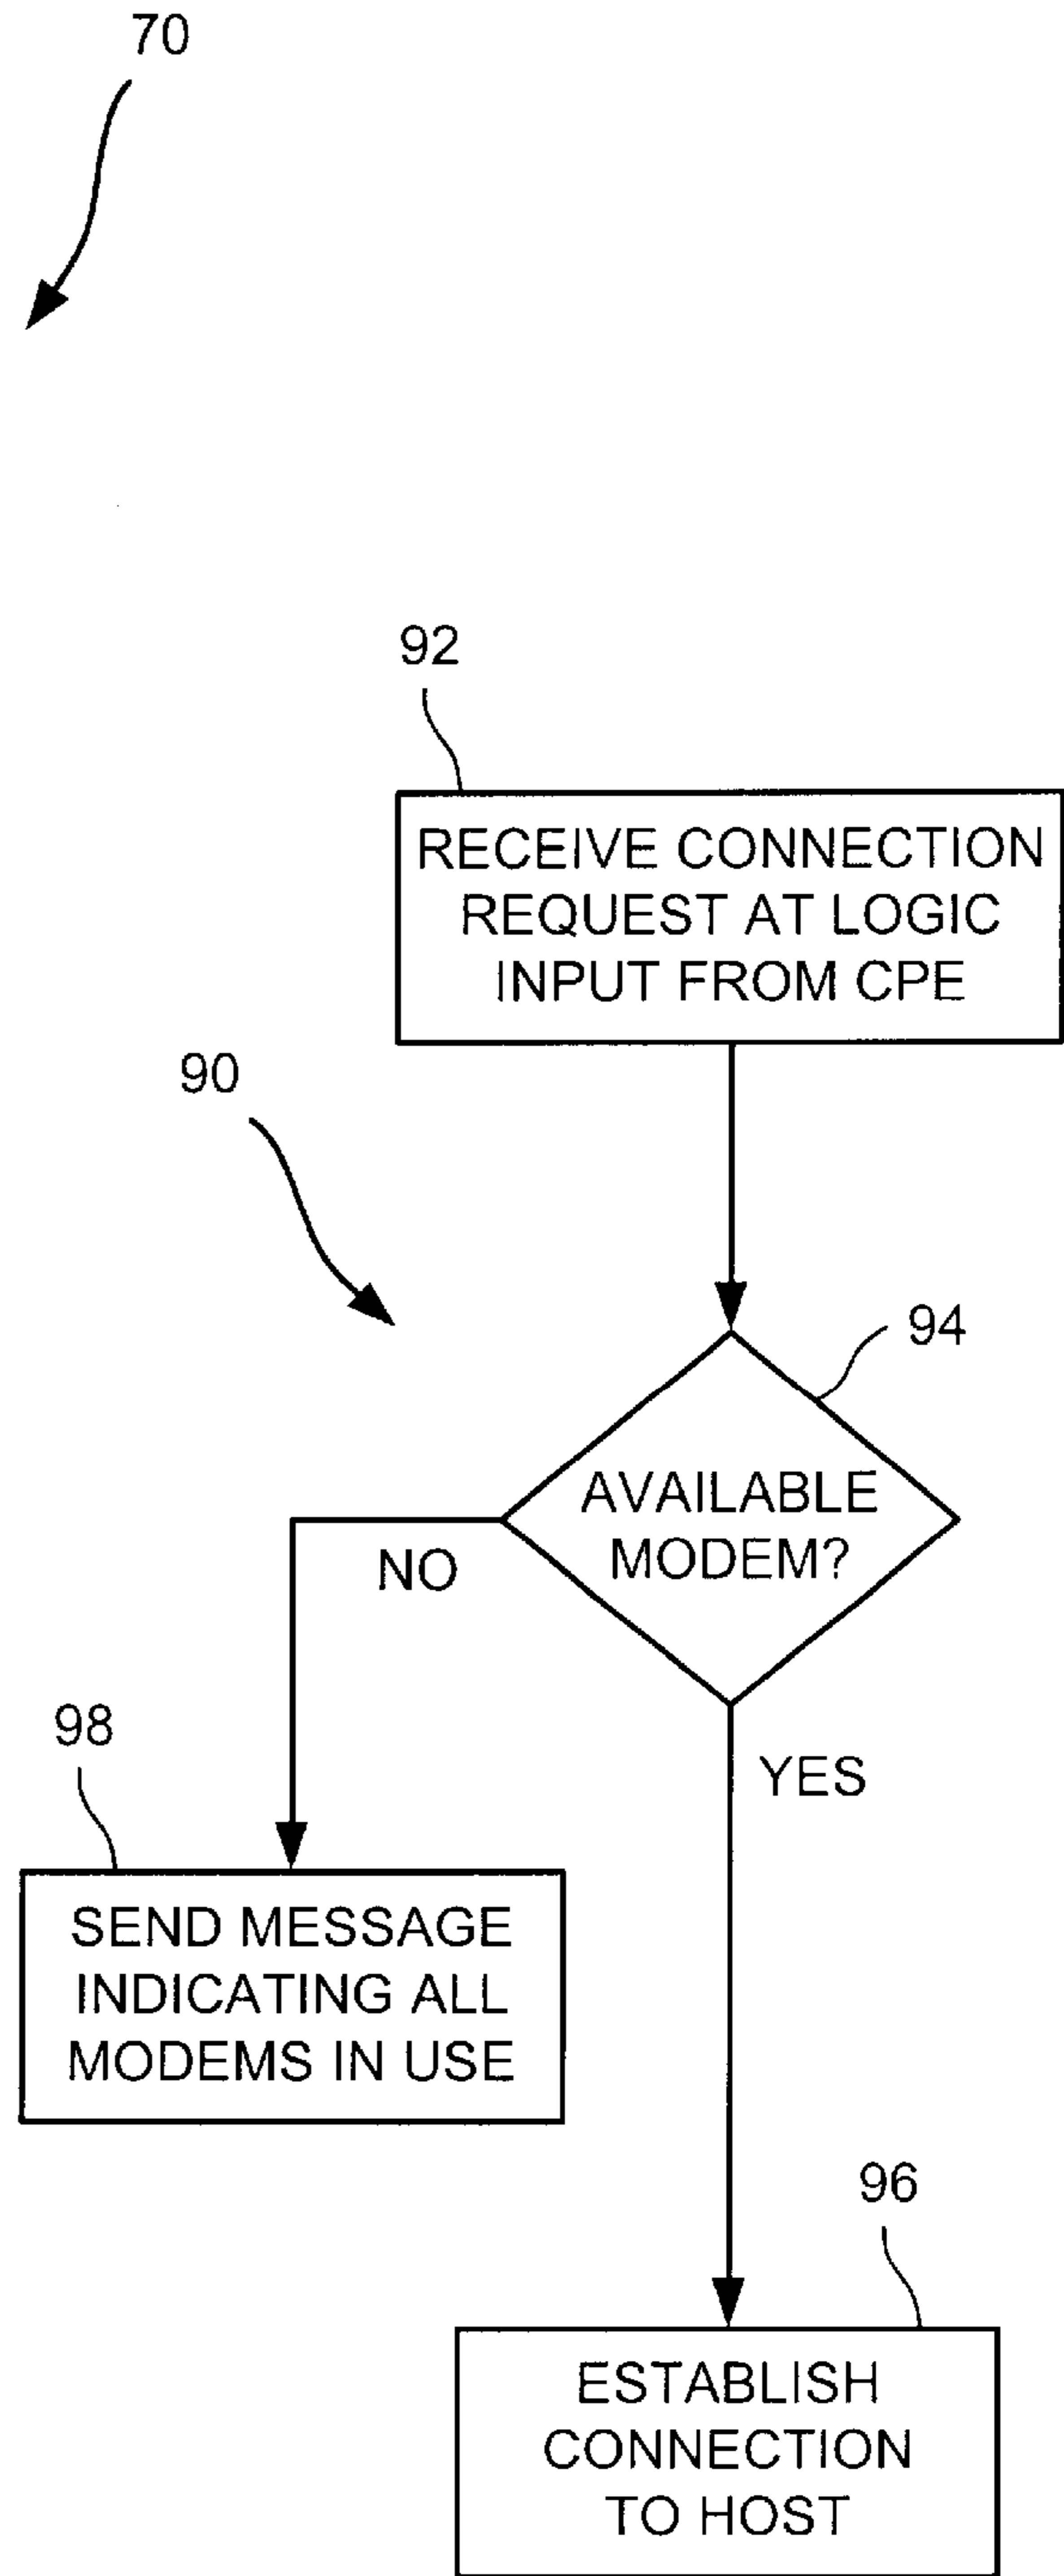 70
92
RECEIVE CONNECTION
REQUEST AT LOGIC
INPUT FROM CPE
90
94
AVAILABLE
MODEM?
NO
YES
98
SEND MESSAGE
INDICATING ALL
MODEMS IN USE
96
ESTABLISH
CONNECTION
TO HOST